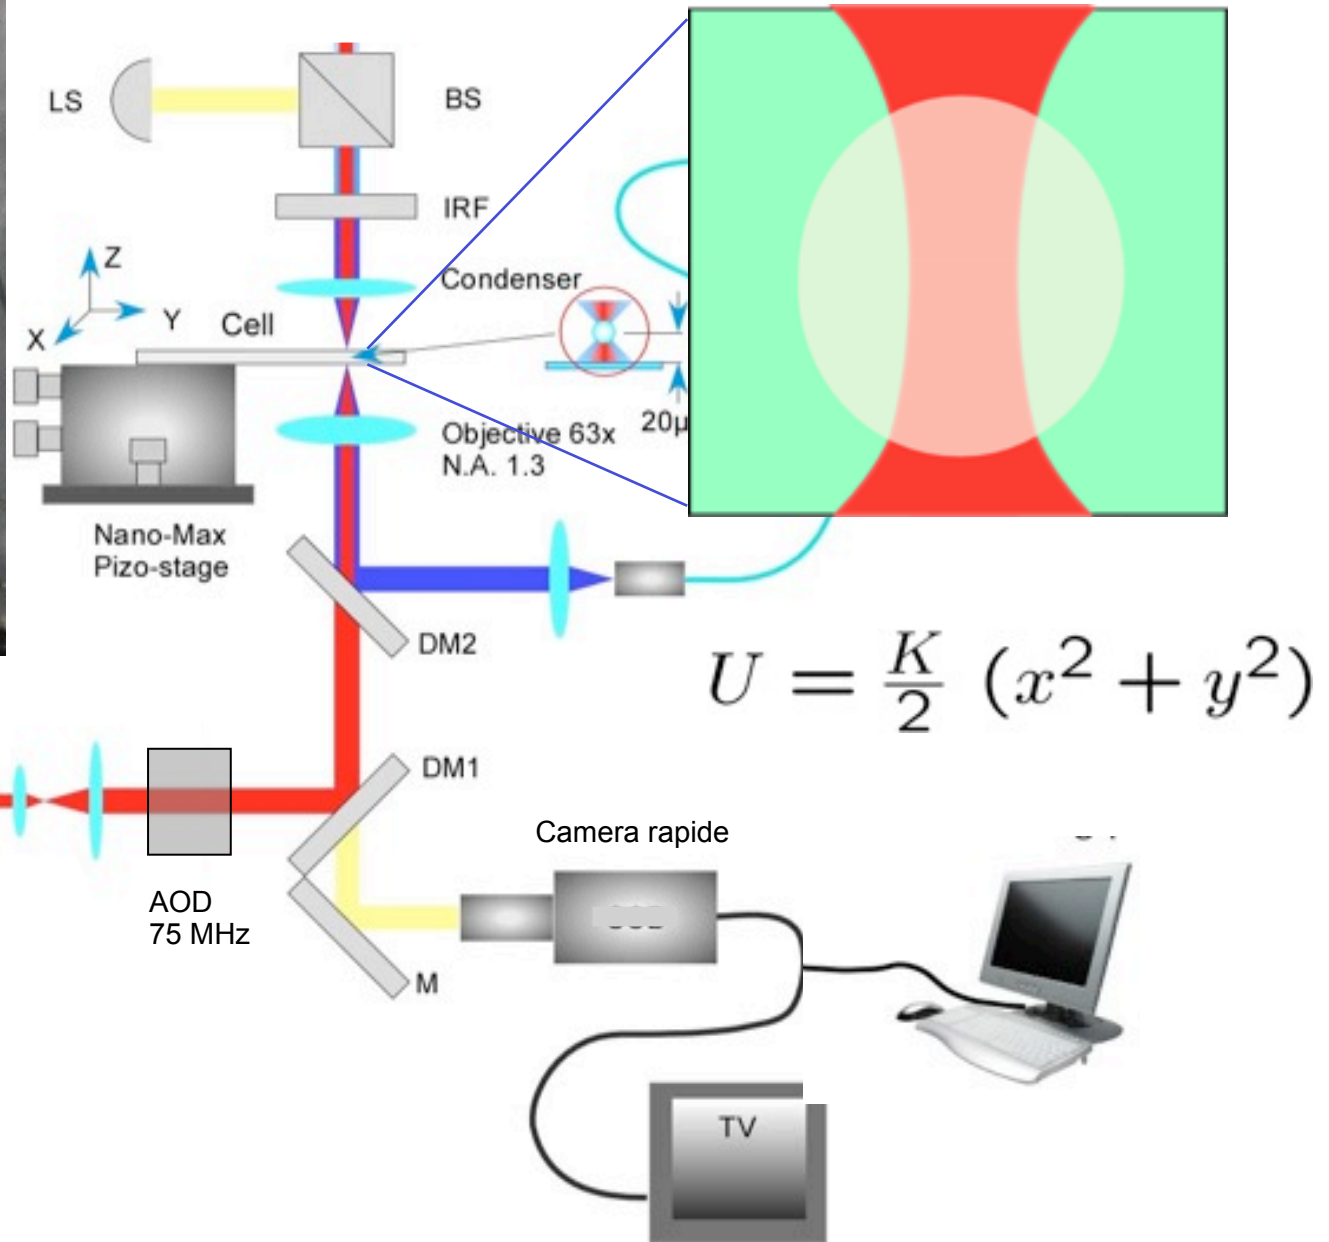 LS
BS
IRF
Z
Condenser
X
Y
Cell
20µ
Objective 63x
N.A. 1.3
Nano-Max
Pizo-stage
DM2
U = K/2 (x² + y²)
DM1
Camera rapide
AOD
75 MHz
M
TV